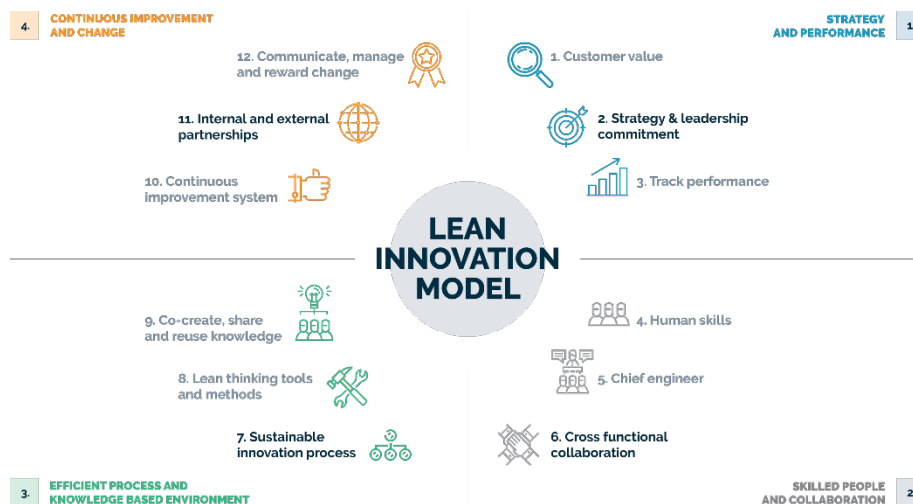 4.
CONTINUOUS IMPROVEMENT
AND CHANGE
STRATEGY
AND PERFORMANCE
1
12. Communicate, manage
and reward change
1. Customer value
11. Internal and external
partnerships
2. Strategy & leadership
commitment
10. Continuous
improvement system
3. Track performance
LEAN
INNOVATION
MODEL
9. Co-create, share
and reuse knowledge
4. Human skills
8. Lean thinking tools
and methods
5. Chief engineer
7. Sustainable
innovation process
6. Cross functional
collaboration
3.
EFFICIENT PROCESS AND
KNOWLEDGE BASED ENVIRONMENT
SKILLED PEOPLE
AND COLLABORATION
2